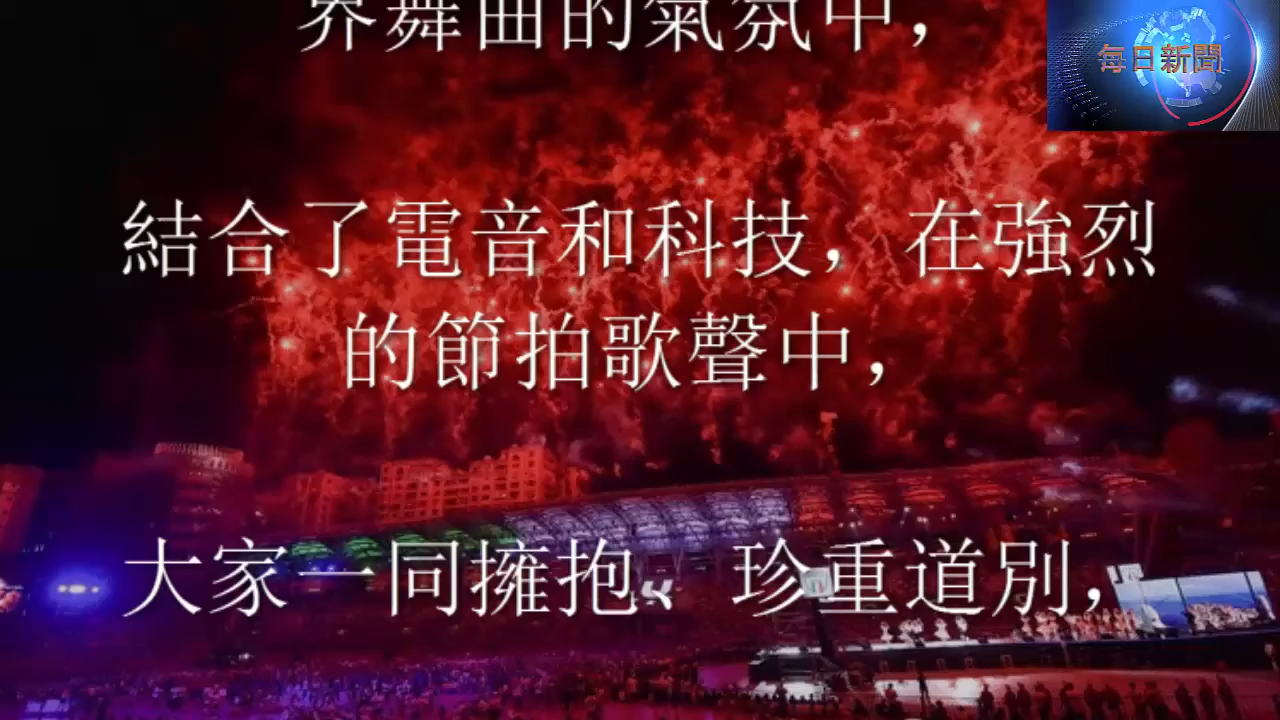 界舞曲的氣氛中，
每日新聞
結合了電音和科技，在強烈
的節拍歌聲中，
大家一同擁抱、珍重道別，